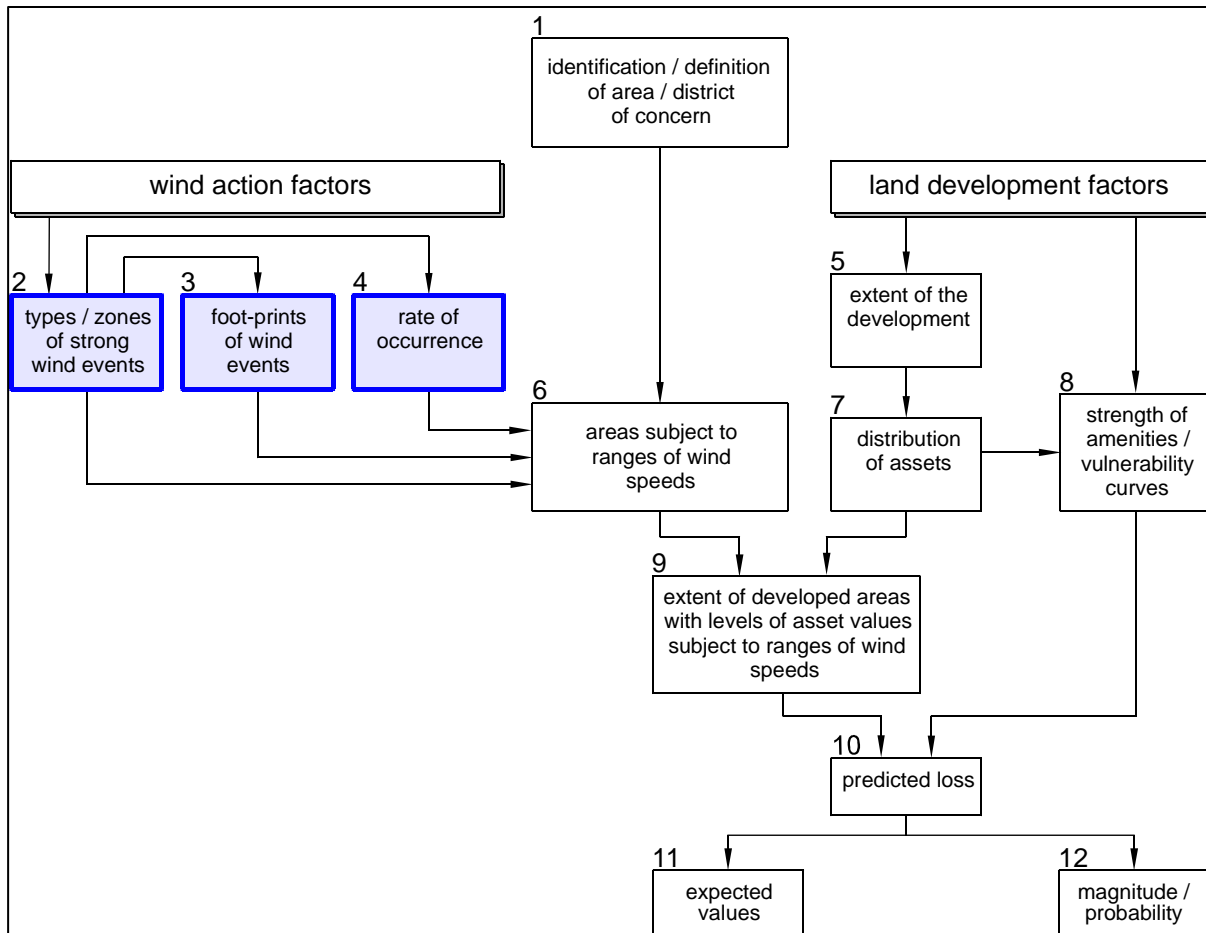 1
identification / definition
of area / district
of concern
wind action factors
land development factors
2
types / zones
of strong
wind events
3
foot-prints
of wind
events
4
rate of
occurrence
5
extent of the
development
6
areas subject to
ranges of wind
speeds
7
distribution
of assets
8
strength of
amenities /
vulnerability
curves
9
extent of developed areas
with levels of asset values
subject to ranges of wind
speeds
10
predicted loss
11
expected
values
12
magnitude /
probability